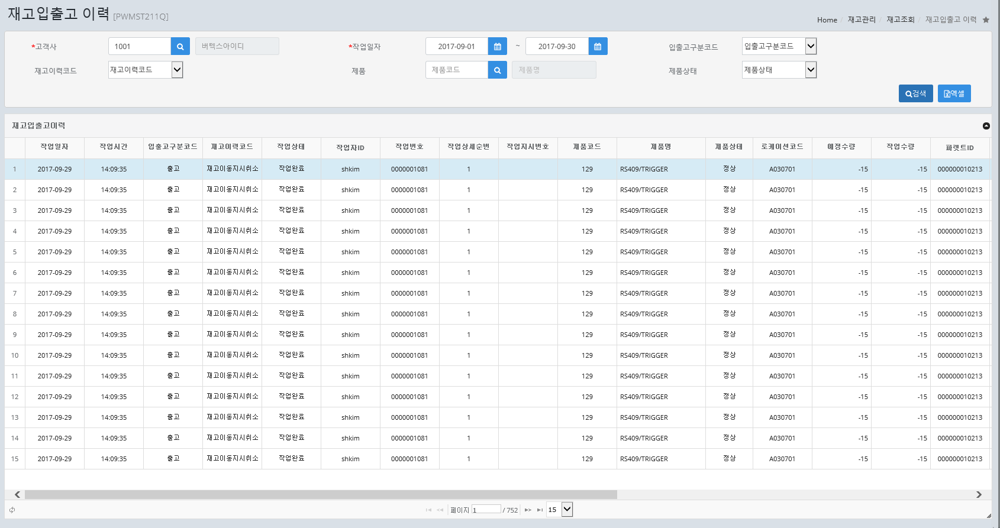 재고입출고 이력 [PWMST211Q]
Home / 재고관리 / 재고조회 / 재고입출고 이력
*고객사 1001 버텍스아이디 *작업일자 2017-09-01 ~ 2017-09-30 입출고구분코드 입출고구분코드
재고이력코드 재고이력코드 제품 제품코드 제품명 제품상태 제품상태
검색 엑셀
재고입출고이력
작업일자 작업시간 입출고구분코드 재고이력코드 작업상태 작업자ID 작업번호 작업상세순번 작업지시번호 제품코드 제품명 제품상태 로케이션코드 예정수량 작업수량 파렛트ID
1 2017-09-29 14:09:35 출고 재고이동지시취소 작업완료 shkim 0000001081 1 129 RS409/TRIGGER 정상 A030701 -15 -15 000000010213
2 2017-09-29 14:09:35 출고 재고이동지시취소 작업완료 shkim 0000001081 1 129 RS409/TRIGGER 정상 A030701 -15 -15 000000010213
3 2017-09-29 14:09:35 출고 재고이동지시취소 작업완료 shkim 0000001081 1 129 RS409/TRIGGER 정상 A030701 -15 -15 000000010213
4 2017-09-29 14:09:35 출고 재고이동지시취소 작업완료 shkim 0000001081 1 129 RS409/TRIGGER 정상 A030701 -15 -15 000000010213
5 2017-09-29 14:09:35 출고 재고이동지시취소 작업완료 shkim 0000001081 1 129 RS409/TRIGGER 정상 A030701 -15 -15 000000010213
6 2017-09-29 14:09:35 출고 재고이동지시취소 작업완료 shkim 0000001081 1 129 RS409/TRIGGER 정상 A030701 -15 -15 000000010213
7 2017-09-29 14:09:35 출고 재고이동지시취소 작업완료 shkim 0000001081 1 129 RS409/TRIGGER 정상 A030701 -15 -15 000000010213
8 2017-09-29 14:09:35 출고 재고이동지시취소 작업완료 shkim 0000001081 1 129 RS409/TRIGGER 정상 A030701 -15 -15 000000010213
9 2017-09-29 14:09:35 출고 재고이동지시취소 작업완료 shkim 0000001081 1 129 RS409/TRIGGER 정상 A030701 -15 -15 000000010213
10 2017-09-29 14:09:35 출고 재고이동지시취소 작업완료 shkim 0000001081 1 129 RS409/TRIGGER 정상 A030701 -15 -15 000000010213
11 2017-09-29 14:09:35 출고 재고이동지시취소 작업완료 shkim 0000001081 1 129 RS409/TRIGGER 정상 A030701 -15 -15 000000010213
12 2017-09-29 14:09:35 출고 재고이동지시취소 작업완료 shkim 0000001081 1 129 RS409/TRIGGER 정상 A030701 -15 -15 000000010213
13 2017-09-29 14:09:35 출고 재고이동지시취소 작업완료 shkim 0000001081 1 129 RS409/TRIGGER 정상 A030701 -15 -15 000000010213
14 2017-09-29 14:09:35 출고 재고이동지시취소 작업완료 shkim 0000001081 1 129 RS409/TRIGGER 정상 A030701 -15 -15 000000010213
15 2017-09-29 14:09:35 출고 재고이동지시취소 작업완료 shkim 0000001081 1 129 RS409/TRIGGER 정상 A030701 -15 -15 000000010213
페이지 1 / 752 15